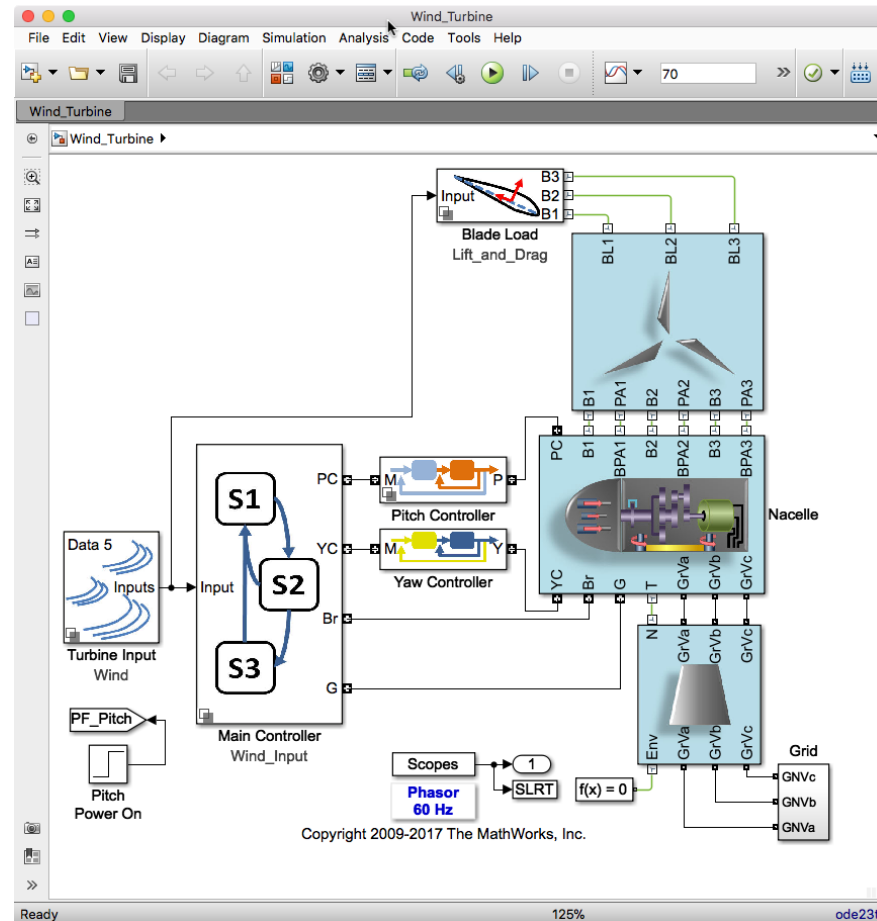 Wind_Turbine
File Edit View Display Diagram Simulation Analysis Code Tools Help
70
Wind_Turbine
Wind_Turbine
Input
B3
B2
B1
Blade Load
Lift_and_Drag
BL1 BL2 BL3
B1 PA1 B2 PA2 B3 PA3
PC B1 BPA1 B2 BPA2 B3 BPA3
Nacelle
YC Br G T GrVa GrVb GrVc
Data 5
Inputs
Turbine Input
Wind
Input
S1
S2
S3
PC
YC
Br
G
Main Controller
Wind_Input
M P
Pitch Controller
M Y
Yaw Controller
N GrVa GrVb GrVc
Env GrVa GrVb GrVc
PF_Pitch
Pitch
Power On
Scopes
1
SLRT
Phasor
60 Hz
f(x) = 0
Grid
GNVc
GNVb
GNVa
Copyright 2009-2017 The MathWorks, Inc.
Ready 125%